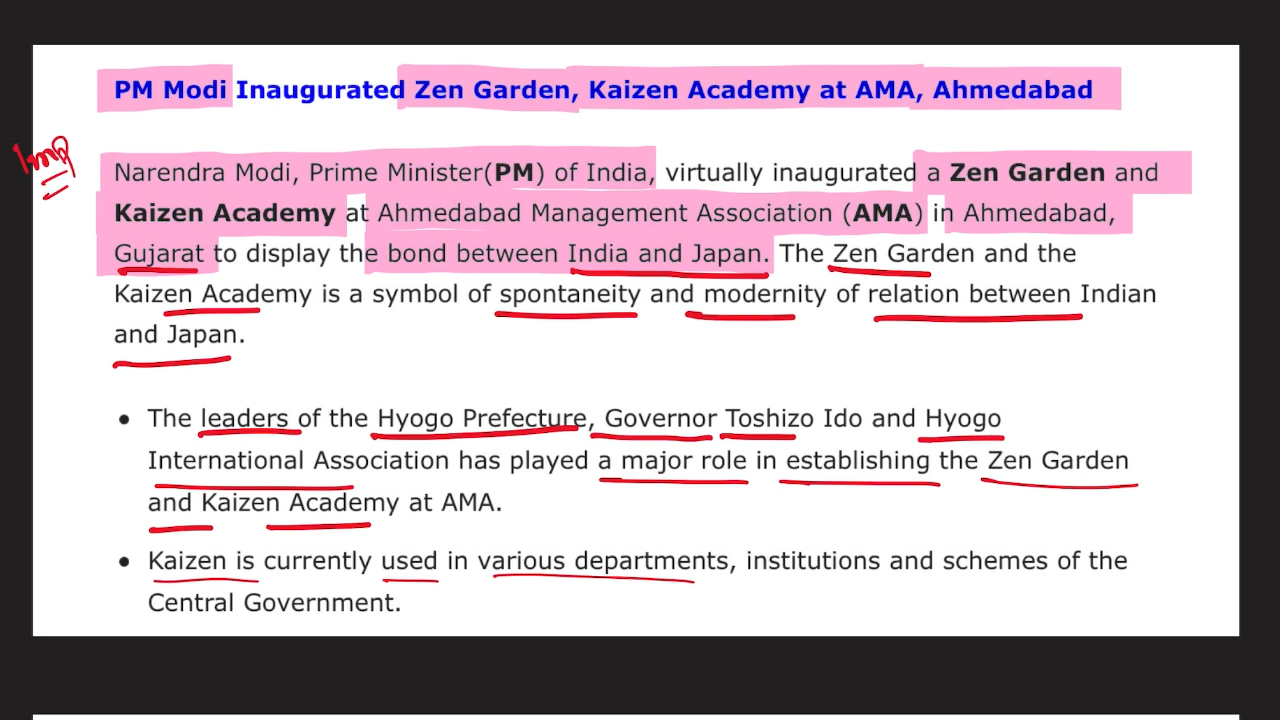 PM Modi Inaugurated Zen Garden, Kaizen Academy at AMA, Ahmedabad
Imp
Narendra Modi, Prime Minister(PM) of India, virtually inaugurated a Zen Garden and
Kaizen Academy at Ahmedabad Management Association (AMA) in Ahmedabad,
Gujarat to display the bond between India and Japan. The Zen Garden and the
Kaizen Academy is a symbol of spontaneity and modernity of relation between Indian
and Japan.
• The leaders of the Hyogo Prefecture, Governor Toshizo Ido and Hyogo
International Association has played a major role in establishing the Zen Garden
and Kaizen Academy at AMA.
• Kaizen is currently used in various departments, institutions and schemes of the
Central Government.